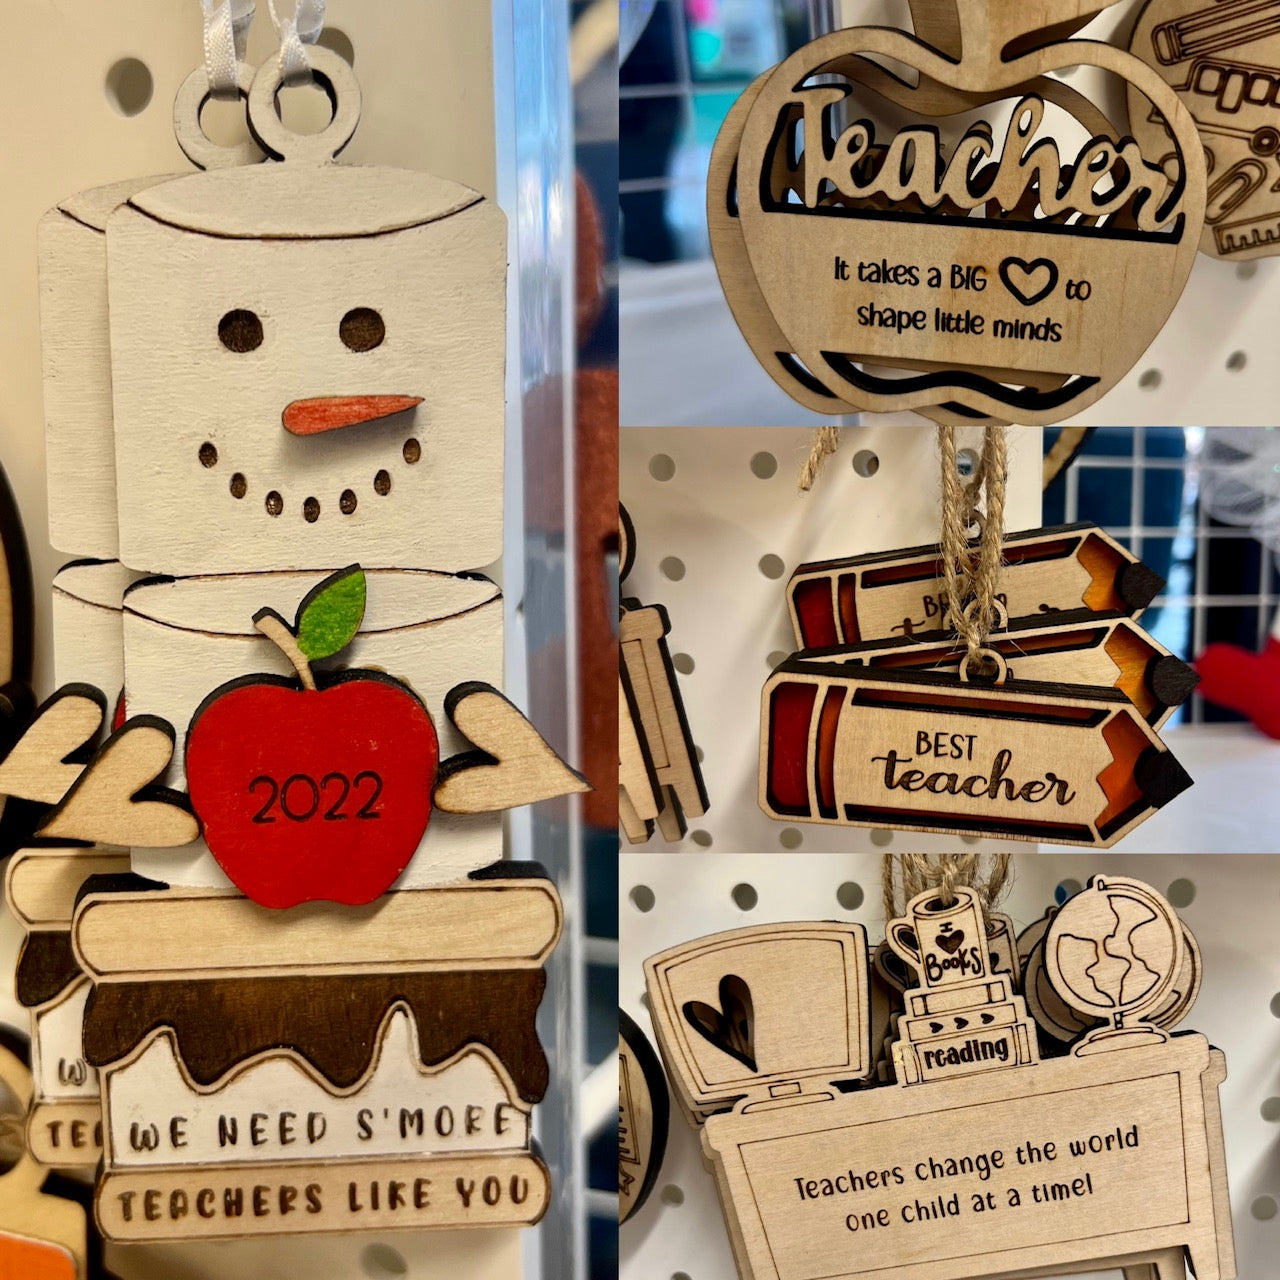 2022
WE NEED S'MORE
TEACHERS LIKE YOU
Teacher
It takes a BIG to
shape little minds
BEST
teacher
I
BOOKS
reading
Teachers change the world
one child at a time!